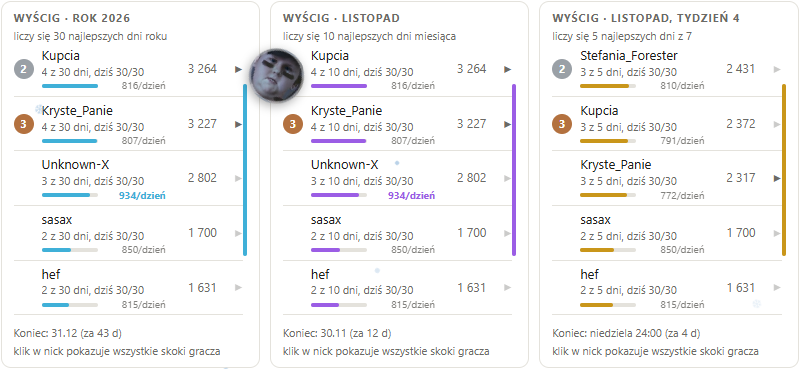 WYŚCIG · ROK 2026
liczy się 30 najlepszych dni roku
2
Kupcia
4 z 30 dni, dziś 30/30
3 264
816/dzień
3
Kryste_Panie
4 z 30 dni, dziś 30/30
3 227
807/dzień
Unknown-X
3 z 30 dni, dziś 30/30
2 802
934/dzień
sasax
2 z 30 dni, dziś 30/30
1 700
850/dzień
hef
2 z 30 dni, dziś 30/30
1 631
815/dzień
Koniec: 31.12 (za 43 d)
klik w nick pokazuje wszystkie skoki gracza
WYŚCIG · LISTOPAD
liczy się 10 najlepszych dni miesiąca
Kupcia
4 z 10 dni, dziś 30/30
3 264
816/dzień
3
Kryste_Panie
4 z 10 dni, dziś 30/30
3 227
807/dzień
Unknown-X
3 z 10 dni, dziś 30/30
2 802
934/dzień
sasax
2 z 10 dni, dziś 30/30
1 700
850/dzień
hef
2 z 10 dni, dziś 30/30
1 631
815/dzień
Koniec: 30.11 (za 12 d)
klik w nick pokazuje wszystkie skoki gracza
WYŚCIG · LISTOPAD, TYDZIEŃ 4
liczy się 5 najlepszych dni z 7
2
Stefania_Forester
3 z 5 dni, dziś 30/30
2 431
810/dzień
3
Kupcia
3 z 5 dni, dziś 30/30
2 372
791/dzień
Kryste_Panie
3 z 5 dni, dziś 30/30
2 317
772/dzień
sasax
2 z 5 dni, dziś 30/30
1 700
850/dzień
hef
2 z 5 dni, dziś 30/30
1 631
815/dzień
Koniec: niedziela 24:00 (za 4 d)
klik w nick pokazuje wszystkie skoki gracza